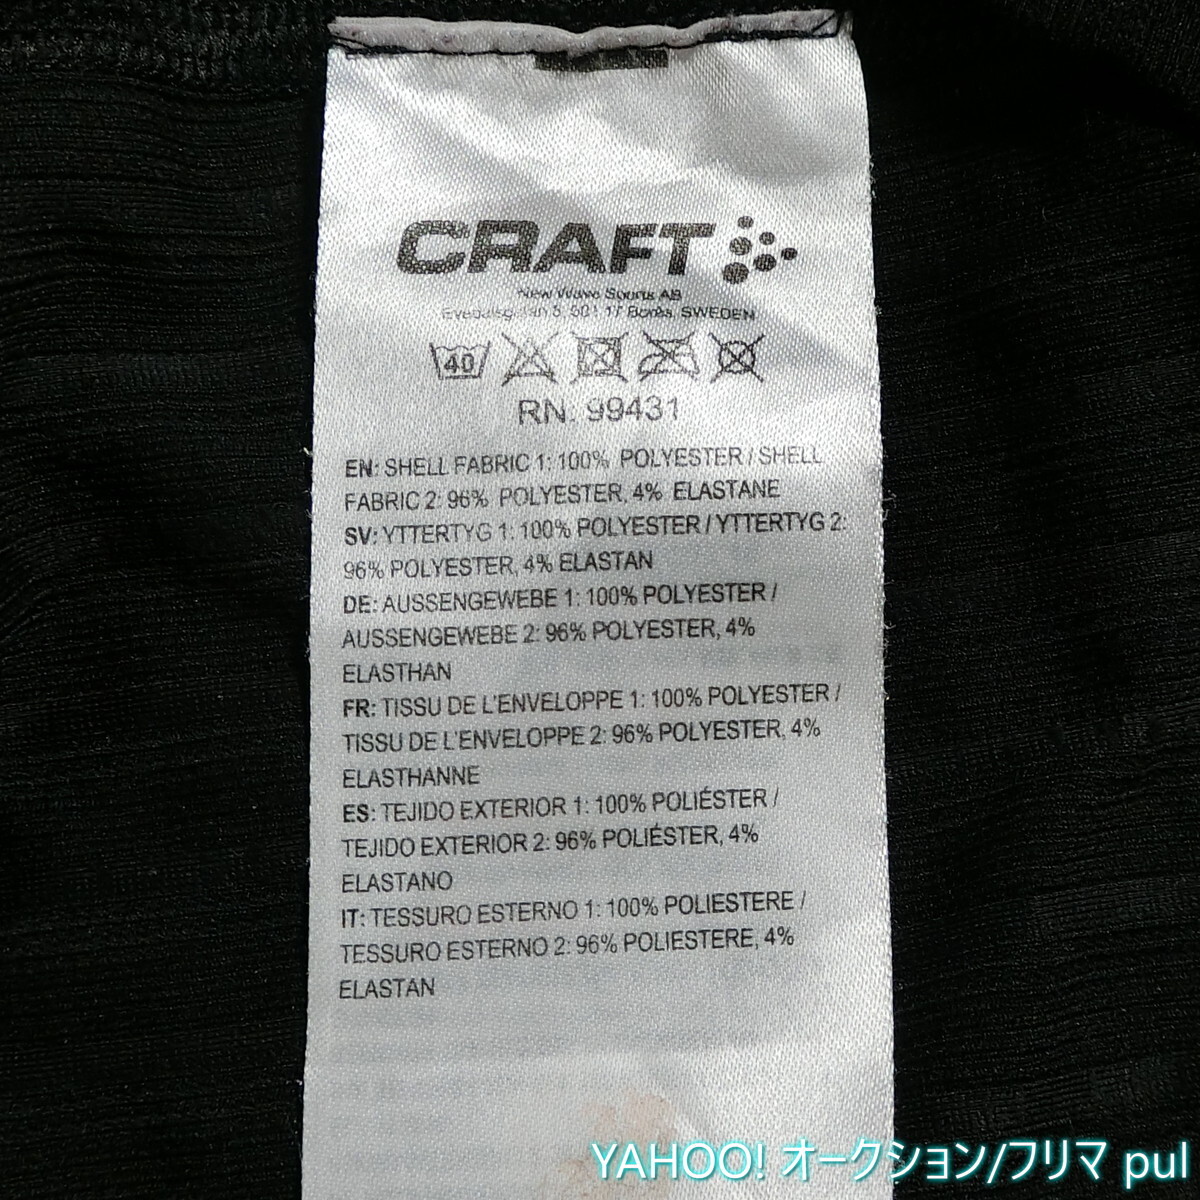 CRAFT
New Wave Sports AB
5, 501 17 Borås, SWEDEN
40
RN. 99431
EN: SHELL FABRIC 1: 100% POLYESTER / SHELL
FABRIC 2: 96% POLYESTER, 4% ELASTANE
SV: YTTERTYG 1: 100% POLYESTER / YTTERTYG 2:
96% POLYESTER, 4% ELASTAN
DE: AUSSENGEWEBE 1: 100% POLYESTER /
AUSSENGEWEBE 2: 96% POLYESTER, 4%
ELASTHAN
FR: TISSU DE L'ENVELOPPE 1: 100% POLYESTER /
TISSU DE L'ENVELOPPE 2: 96% POLYESTER, 4%
ELASTHANNE
ES: TEJIDO EXTERIOR 1: 100% POLIÉSTER /
TEJIDO EXTERIOR 2: 96% POLIÉSTER, 4%
ELASTANO
IT: TESSURO ESTERNO 1: 100% POLIESTERE /
TESSURO ESTERNO 2: 96% POLIESTERE, 4%
ELASTAN
YAHOO! オークション/フリマ pul